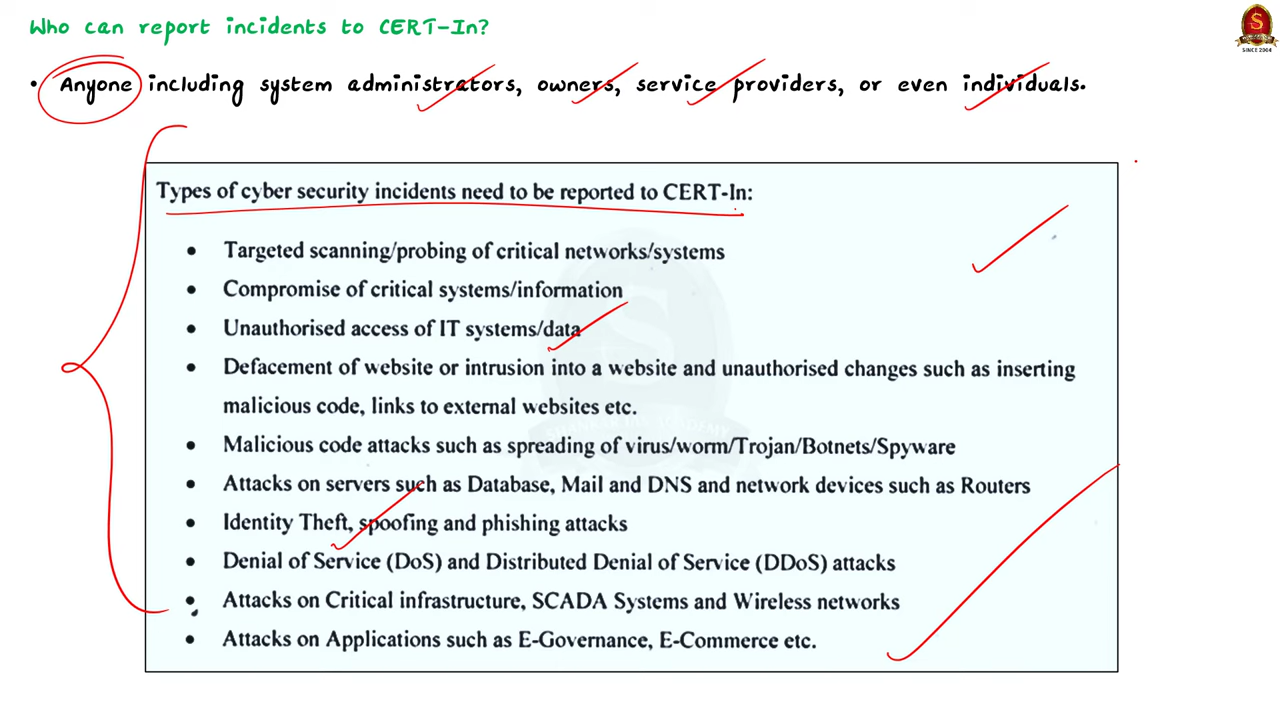 Who can report incidents to CERT-In?
• Anyone including system administrators, owners, service providers, or even individuals.
Types of cyber security incidents need to be reported to CERT-In:
• Targeted scanning/probing of critical networks/systems
• Compromise of critical systems/information
• Unauthorised access of IT systems/data
• Defacement of website or intrusion into a website and unauthorised changes such as inserting
malicious code, links to external websites etc.
• Malicious code attacks such as spreading of virus/worm/Trojan/Botnets/Spyware
• Attacks on servers such as Database, Mail and DNS and network devices such as Routers
• Identity Theft, spoofing and phishing attacks
• Denial of Service (DoS) and Distributed Denial of Service (DDoS) attacks
• Attacks on Critical infrastructure, SCADA Systems and Wireless networks
• Attacks on Applications such as E-Governance, E-Commerce etc.
S
SINCE 2004